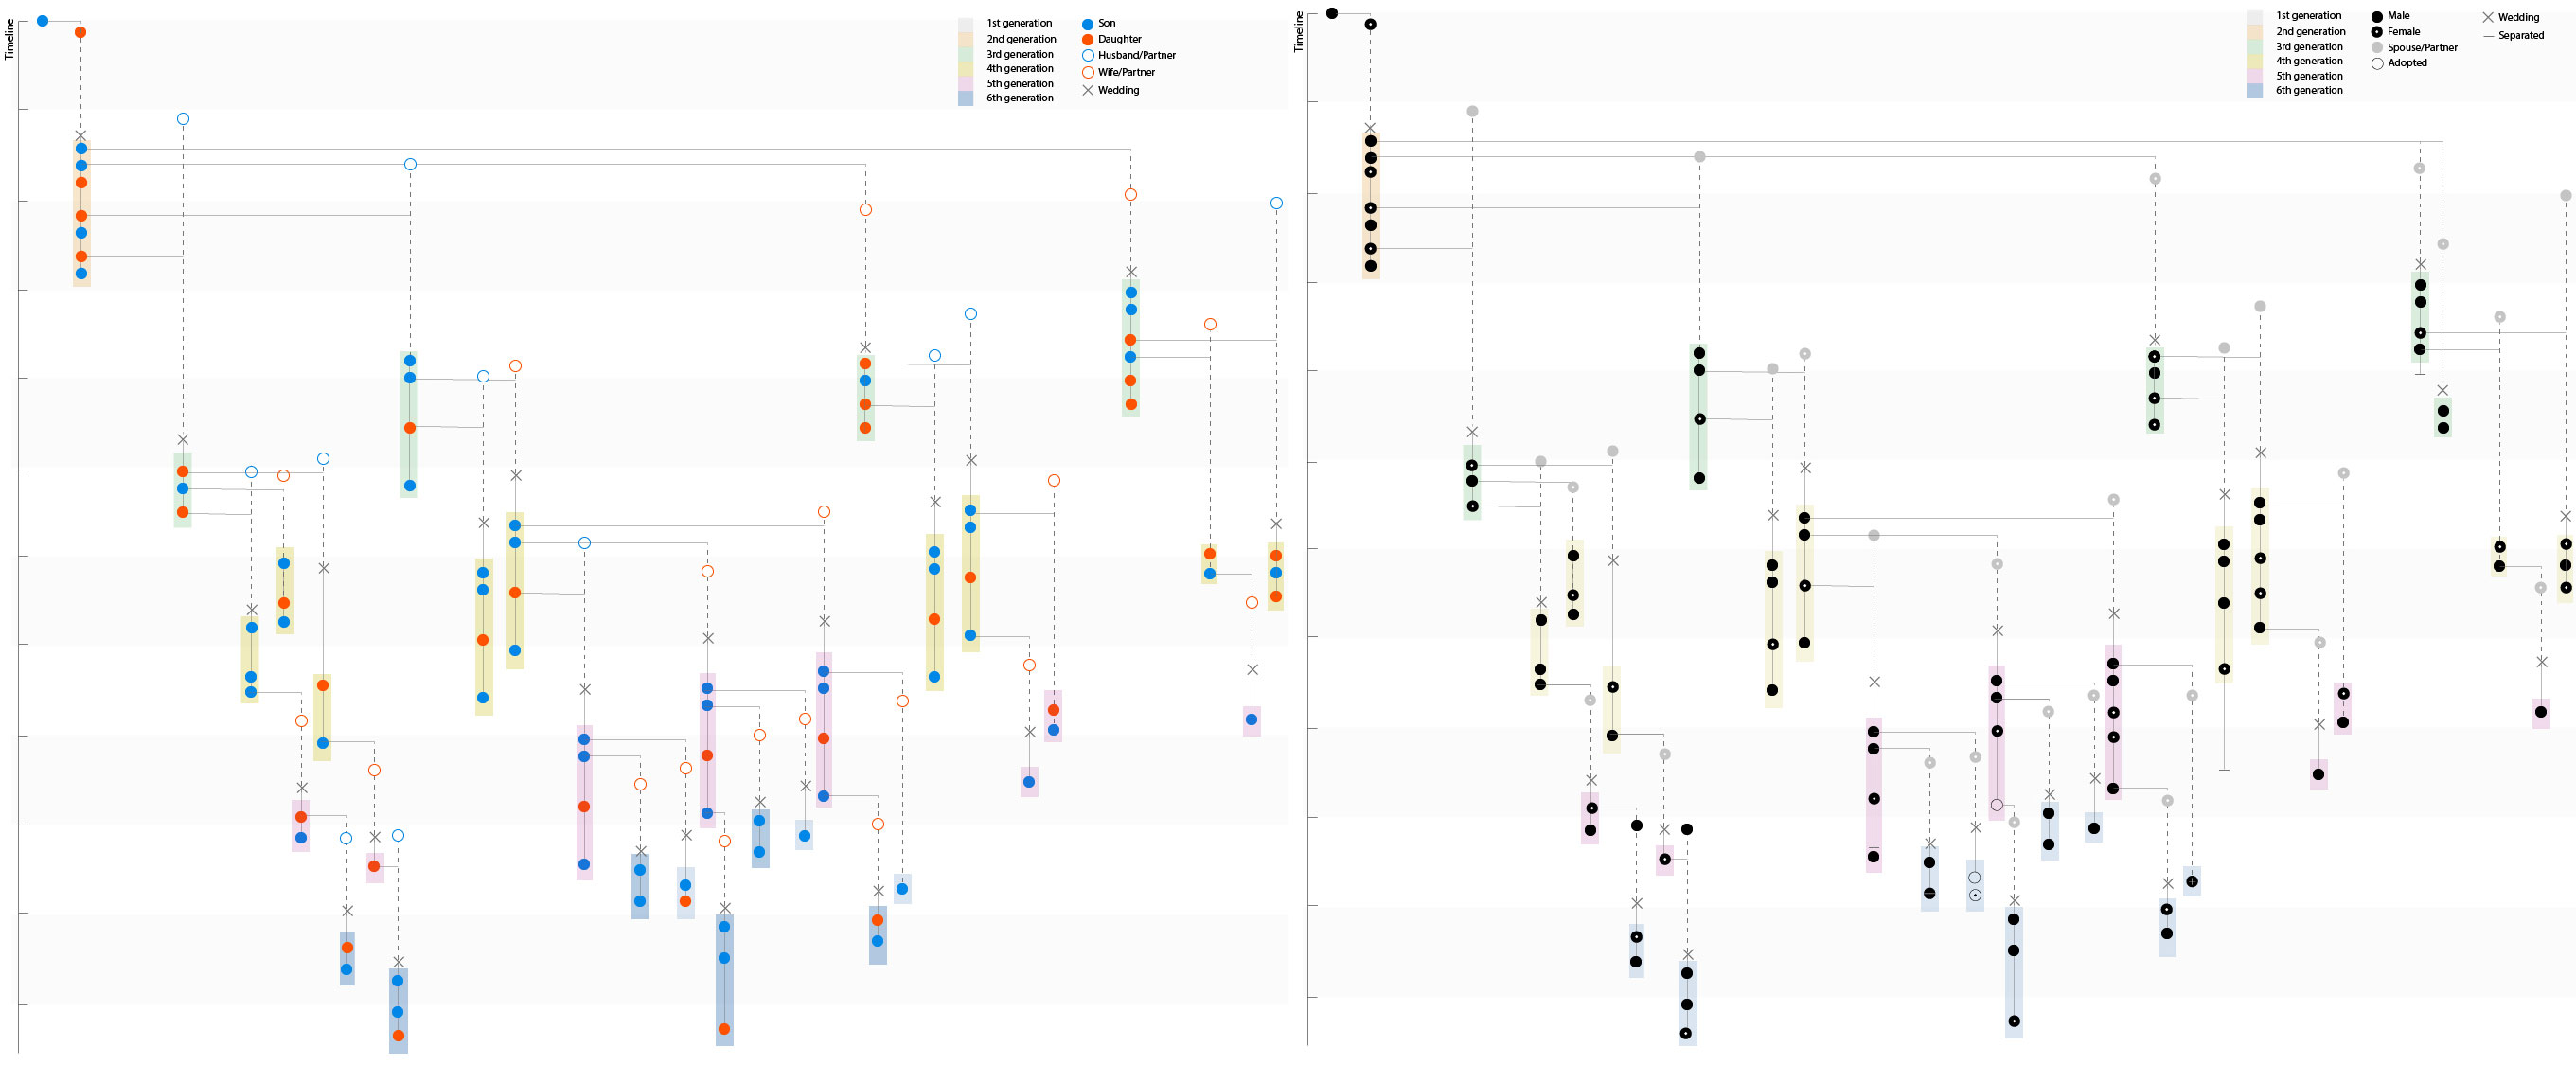 Timeline
1st generation
2nd generation
3rd generation
4th generation
5th generation
6th generation
Son
Daughter
Husband/Partner
Wife/Partner
Wedding
Timeline
1st generation
2nd generation
3rd generation
4th generation
5th generation
6th generation
Male
Female
Spouse/Partner
Adopted
Wedding
Separated